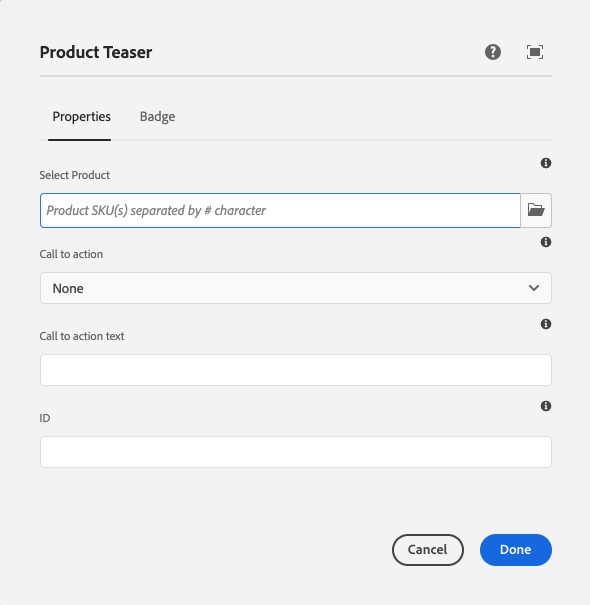 Product Teaser
Properties
Badge
Select Product
Product SKU(s) separated by # character
Call to action
None
Call to action text
ID
Cancel
Done